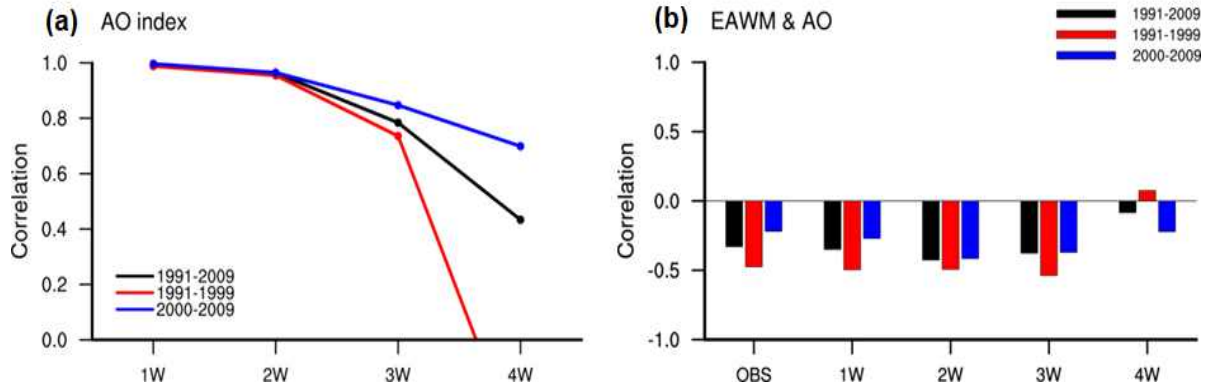 (a) AO index
Correlation
1.0
0.8
0.6
0.4
0.2
0.0
1991-2009
1991-1999
2000-2009
1W 2W 3W 4W
(b) EAWM & AO
1991-2009
1991-1999
2000-2009
Correlation
1.0
0.5
0.0
-0.5
-1.0
OBS 1W 2W 3W 4W